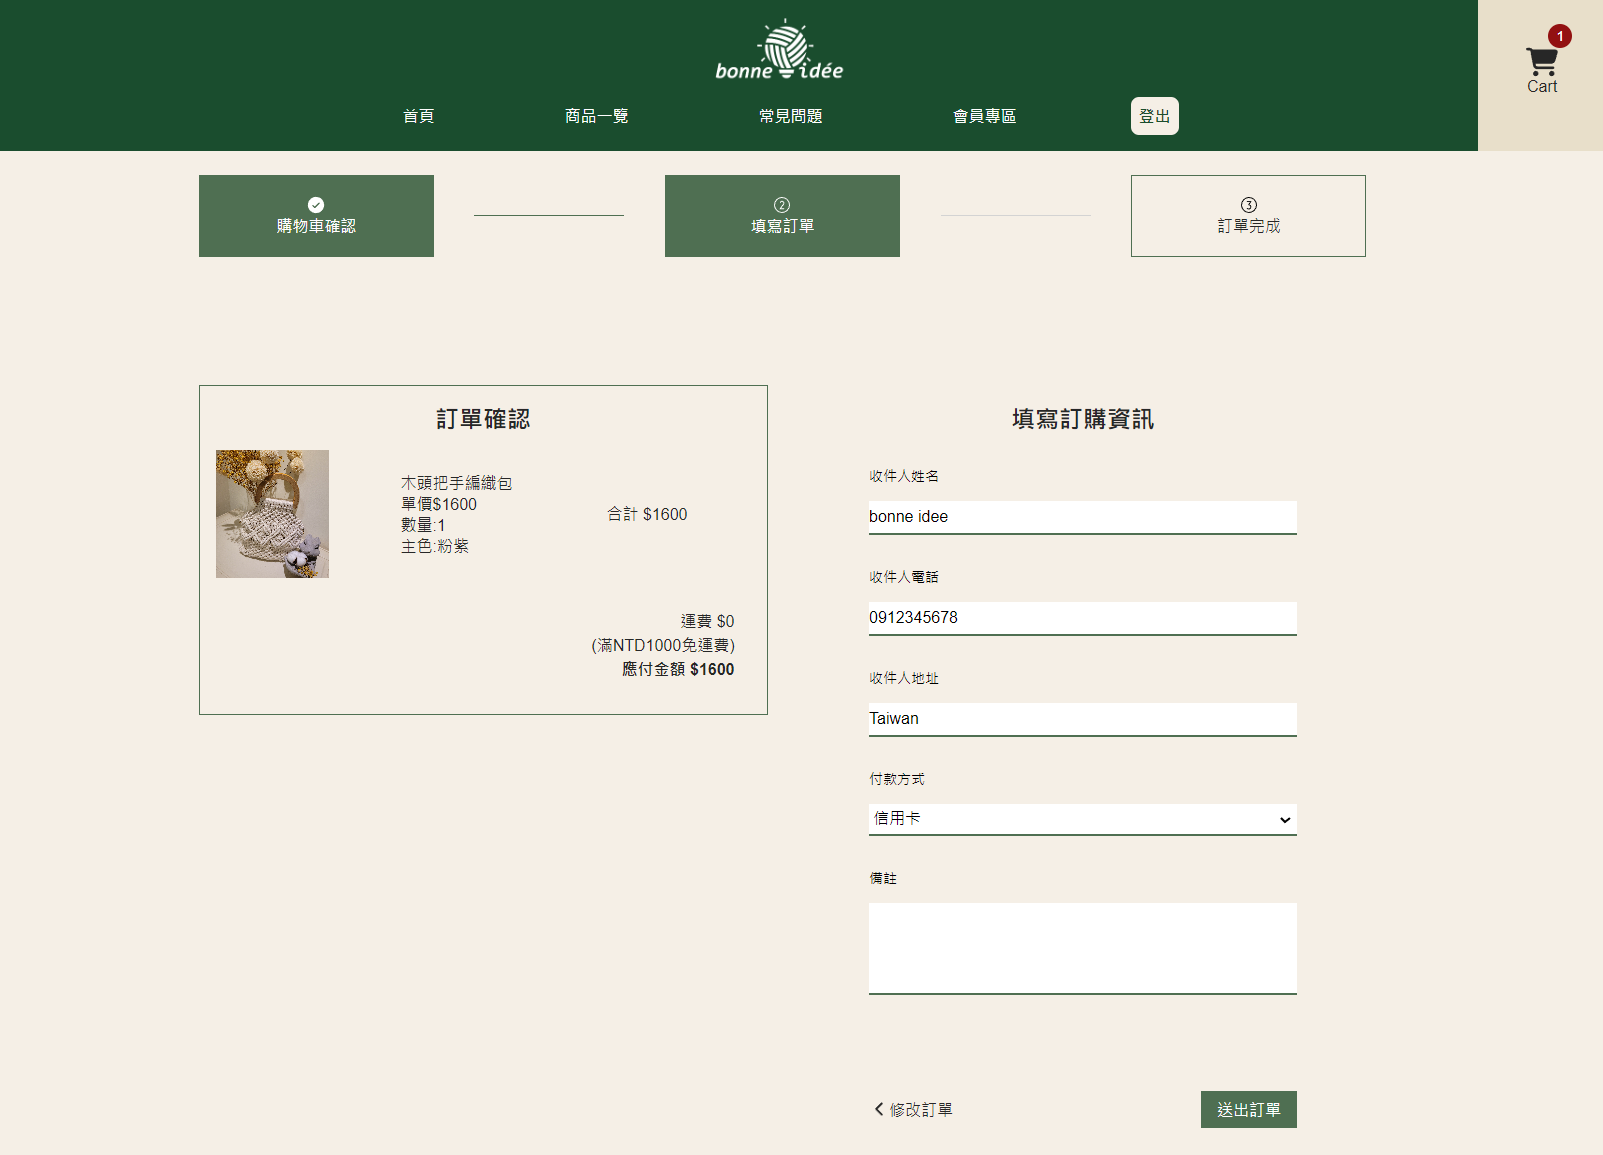 bonne idée
1
Cart
首頁
商品一覽
常見問題
會員專區
登出
購物車確認
2
填寫訂單
3
訂單完成
訂單確認
木頭把手編織包
單價$1600
數量:1
主色:粉紫
合計 $1600
運費 $0
(滿NTD1000免運費)
應付金額 $1600
填寫訂購資訊
收件人姓名
bonne idee
收件人電話
0912345678
收件人地址
Taiwan
付款方式
信用卡
備註
修改訂單
送出訂單